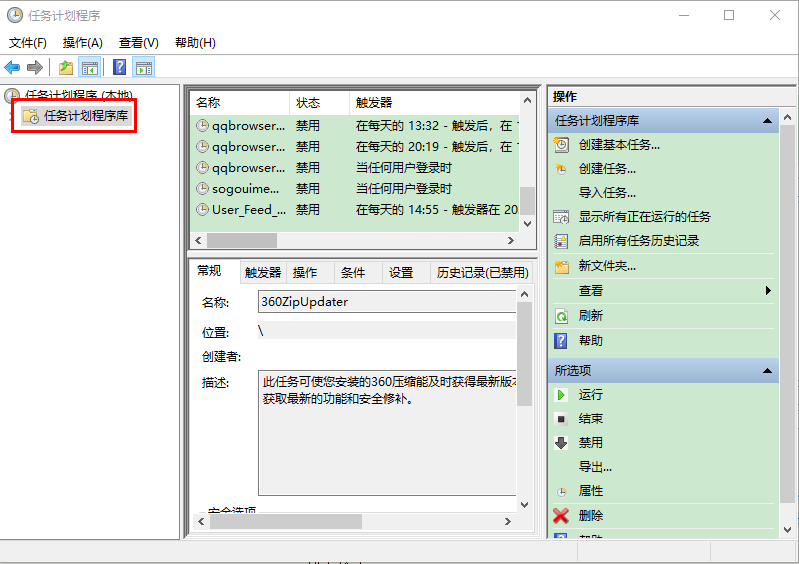 任务计划程序
文件(F) 操作(A) 查看(V) 帮助(H)
任务计划程序 (本地)
任务计划程序库
名称 状态 触发器
qqbrowser... 禁用 在每天的 13:32 - 触发后，在
qqbrowser... 禁用 在每天的 20:19 - 触发后，在
qqbrowser... 禁用 当任何用户登录时
sogouime... 禁用 当任何用户登录时
User_Feed_... 禁用 在每天的 14:55 - 触发器在 20
常规 触发器 操作 条件 设置 历史记录(已禁用)
名称: 360ZipUpdater
位置: \
创建者:
描述: 此任务可使您安装的360压缩能及时获得最新版本
获取最新的功能和安全修补。
安全选项
操作
任务计划程序库
创建基本任务...
创建任务...
导入任务...
显示所有正在运行的任务
启用所有任务历史记录
新文件夹...
查看
刷新
帮助
所选项
运行
结束
禁用
导出...
属性
删除
帮助